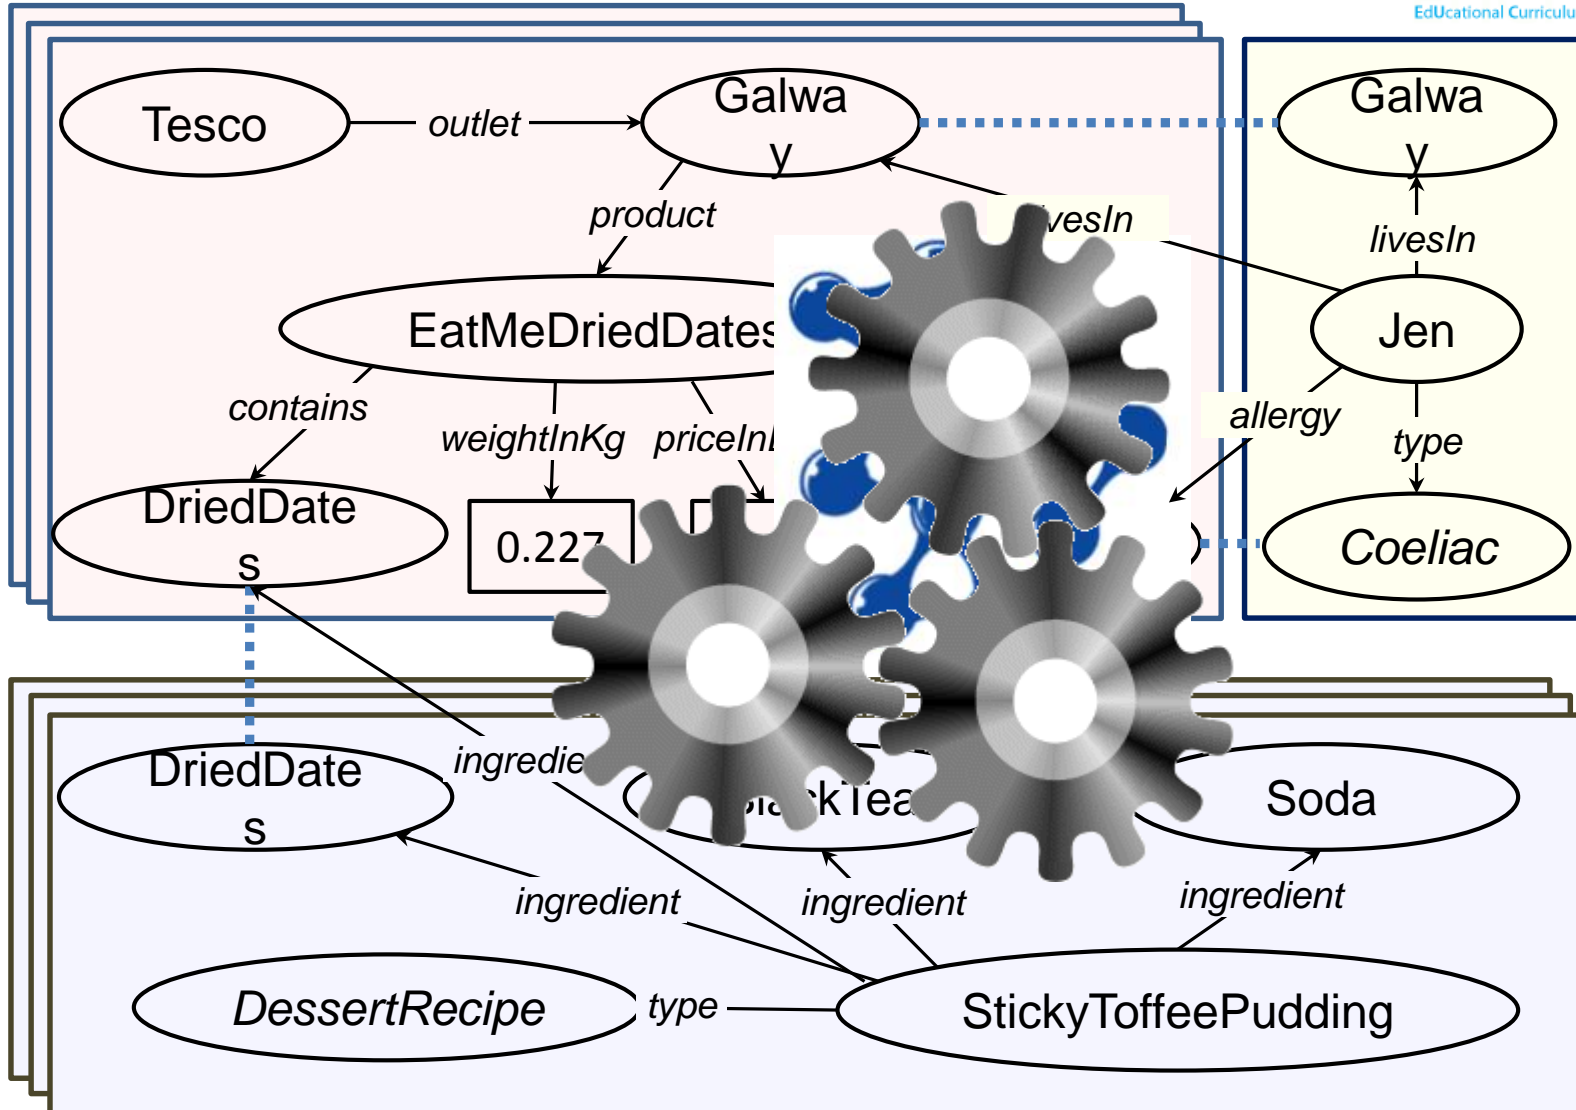 EdUcational Curriculu
Tesco
outlet
Galwa
y
Galwa
y
product
livesIn
EatMeDriedDates
Jen
contains
weightInKg
allergy
type
DriedDate
s
0.227
Coeliac
DriedDate
s
Soda
ingredient
ingredient
ingredient
DessertRecipe
type
StickyToffeePudding